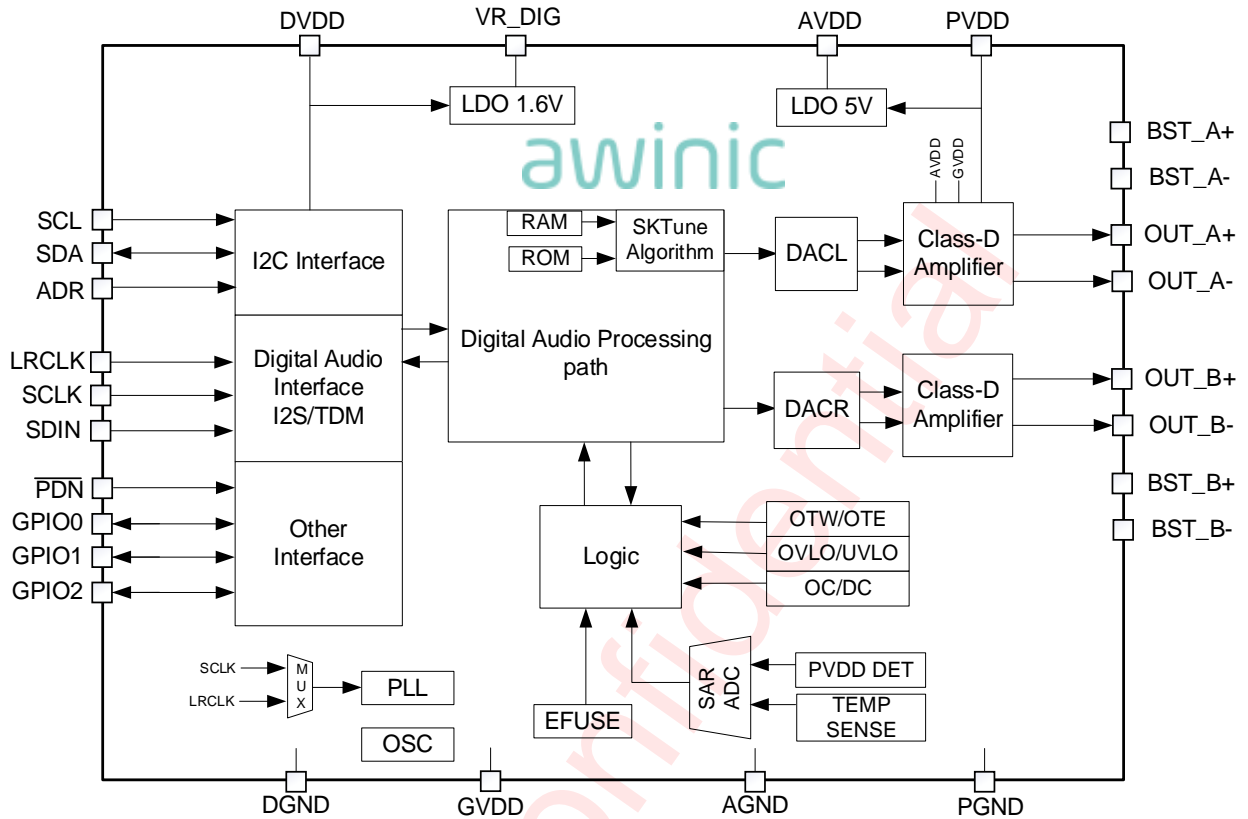 DVDD
VR_DIG
AVDD
PVDD
LDO 1.6V
LDO 5V
awinic
AVDD
GVDD
BST_A+
BST_A-
OUT_A+
OUT_A-
OUT_B+
OUT_B-
BST_B+
BST_B-
SCL
SDA
ADR
LRCLK
SCLK
SDIN
PDN
GPIO0
GPIO1
GPIO2
I2C Interface
Digital Audio
Interface
I2S/TDM
Other
Interface
RAM
ROM
SKTune
Algorithm
Digital Audio Processing
path
DACL
Class-D
Amplifier
DACR
Class-D
Amplifier
Logic
OTW/OTE
OVLO/UVLO
OC/DC
SCLK
LRCLK
MUX
PLL
OSC
EFUSE
SAR
ADC
PVDD DET
TEMP
SENSE
DGND
GVDD
AGND
PGND
onfidential